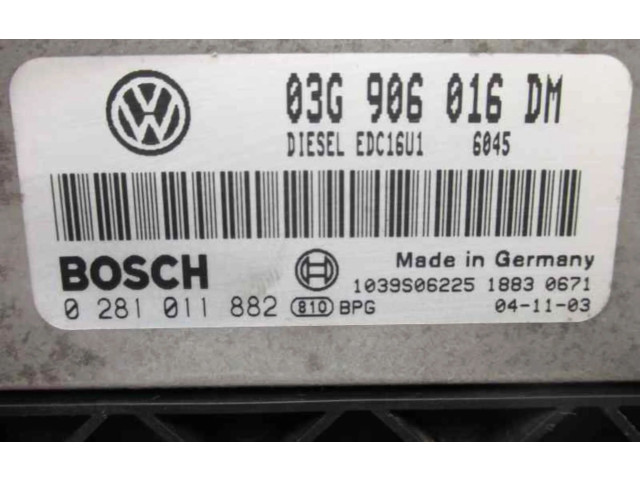 03G 906 016 DM
DIESEL EDC16U1 6045
BOSCH
Made in Germany
1039S06225 1883 0671
0 281 011 882 810 BPG 04-11-03